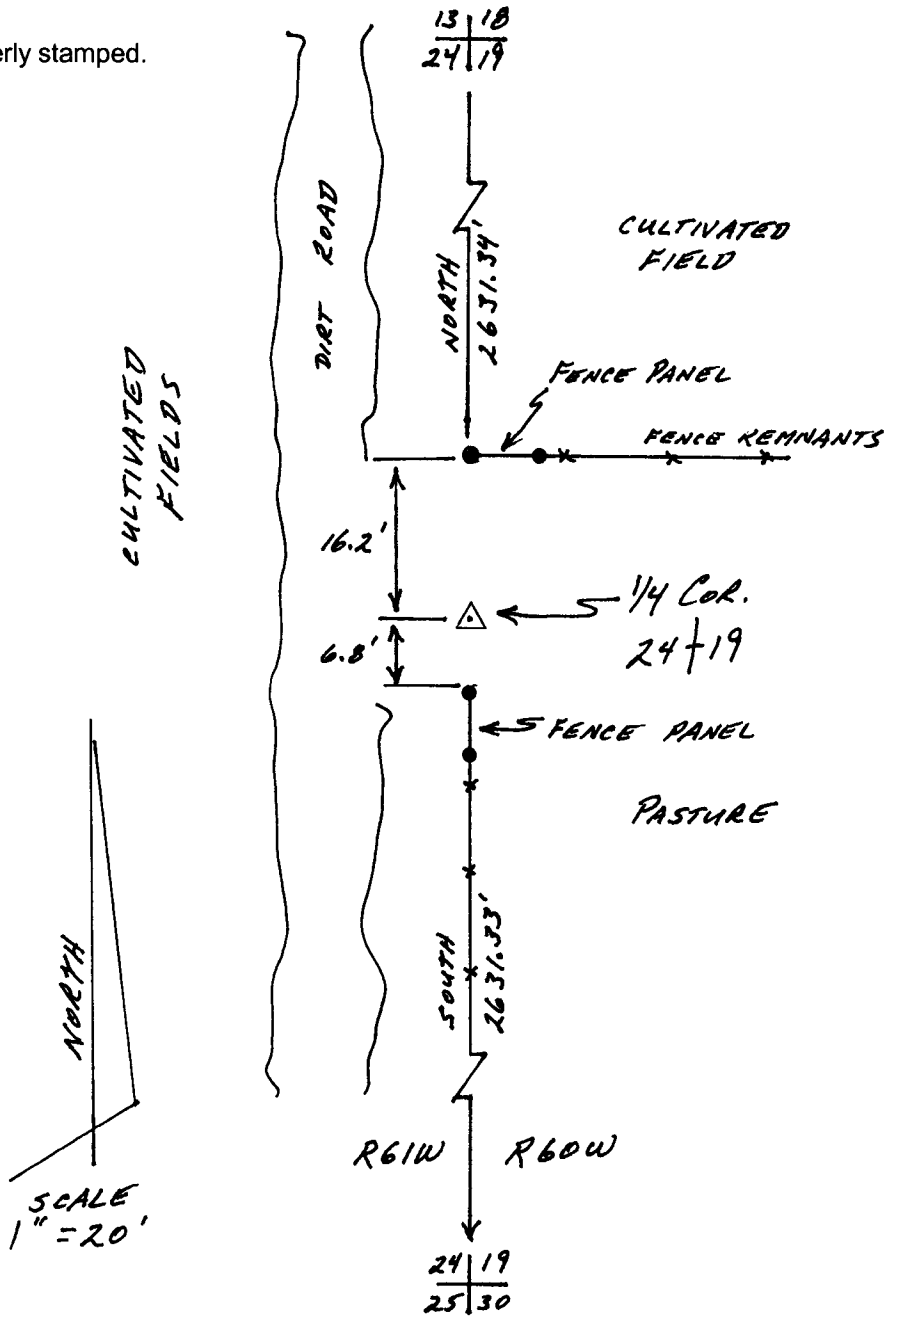 erly stamped.
13 | 18
24 | 19
DIRT ROAD
NORTH
2631.34'
CULTIVATED
FIELD
CULTIVATED
FIELDS
FENCE PANEL
FENCE REMNANTS
16.2'
1/4 COR.
24 | 19
6.8'
FENCE PANEL
PASTURE
SOUTH
2631.33'
NORTH
R61W R60W
SCALE
1" = 20'
24 | 19
25 | 30